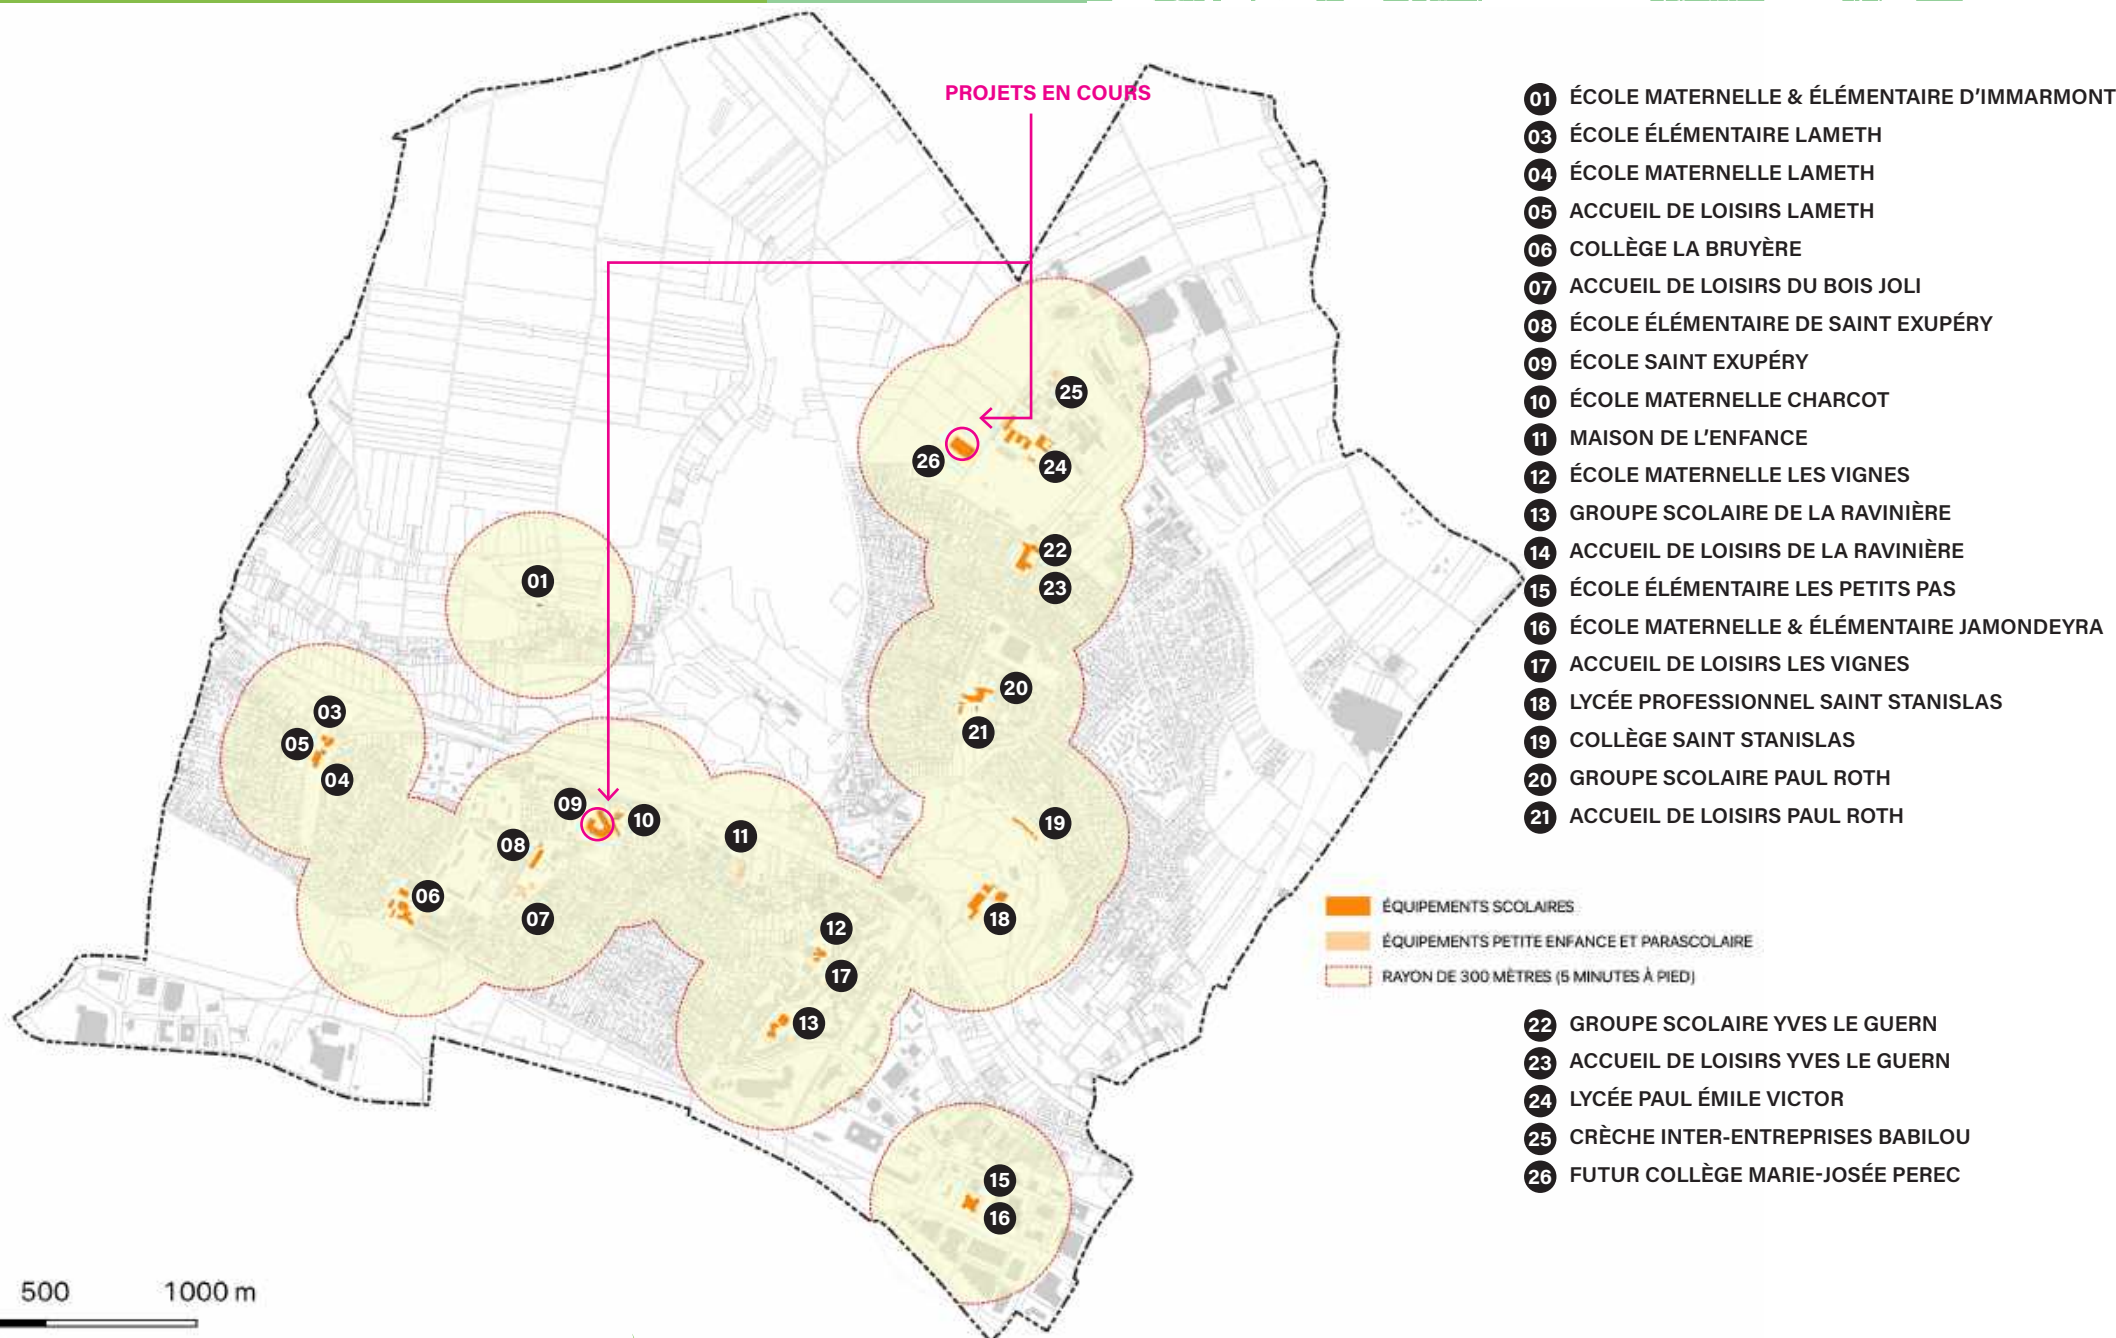 PROJETS EN COURS
01 ÉCOLE MATERNELLE & ÉLÉMENTAIRE D'IMMARMONT
03 ÉCOLE ÉLÉMENTAIRE LAMETH
04 ÉCOLE MATERNELLE LAMETH
05 ACCUEIL DE LOISIRS LAMETH
06 COLLÈGE LA BRUYÈRE
07 ACCUEIL DE LOISIRS DU BOIS JOLI
08 ÉCOLE ÉLÉMENTAIRE DE SAINT EXUPÉRY
09 ÉCOLE SAINT EXUPÉRY
10 ÉCOLE MATERNELLE CHARCOT
11 MAISON DE L'ENFANCE
12 ÉCOLE MATERNELLE LES VIGNES
13 GROUPE SCOLAIRE DE LA RAVINIÈRE
14 ACCUEIL DE LOISIRS DE LA RAVINIÈRE
15 ÉCOLE ÉLÉMENTAIRE LES PETITS PAS
16 ÉCOLE MATERNELLE & ÉLÉMENTAIRE JAMONDEYRA
17 ACCUEIL DE LOISIRS LES VIGNES
18 LYCÉE PROFESSIONNEL SAINT STANISLAS
19 COLLÈGE SAINT STANISLAS
20 GROUPE SCOLAIRE PAUL ROTH
21 ACCUEIL DE LOISIRS PAUL ROTH
ÉQUIPEMENTS SCOLAIRES
ÉQUIPEMENTS PETITE ENFANCE ET PARASCOLAIRE
RAYON DE 300 MÈTRES (5 MINUTES À PIED)
22 GROUPE SCOLAIRE YVES LE GUERN
23 ACCUEIL DE LOISIRS YVES LE GUERN
24 LYCÉE PAUL ÉMILE VICTOR
25 CRÈCHE INTER-ENTREPRISES BABILOU
26 FUTUR COLLÈGE MARIE-JOSÉE PEREC
25
26
24
22
23
01
20
21
03
05
04
09
10
19
11
08
06
07
18
12
17
13
15
16
500 1000 m